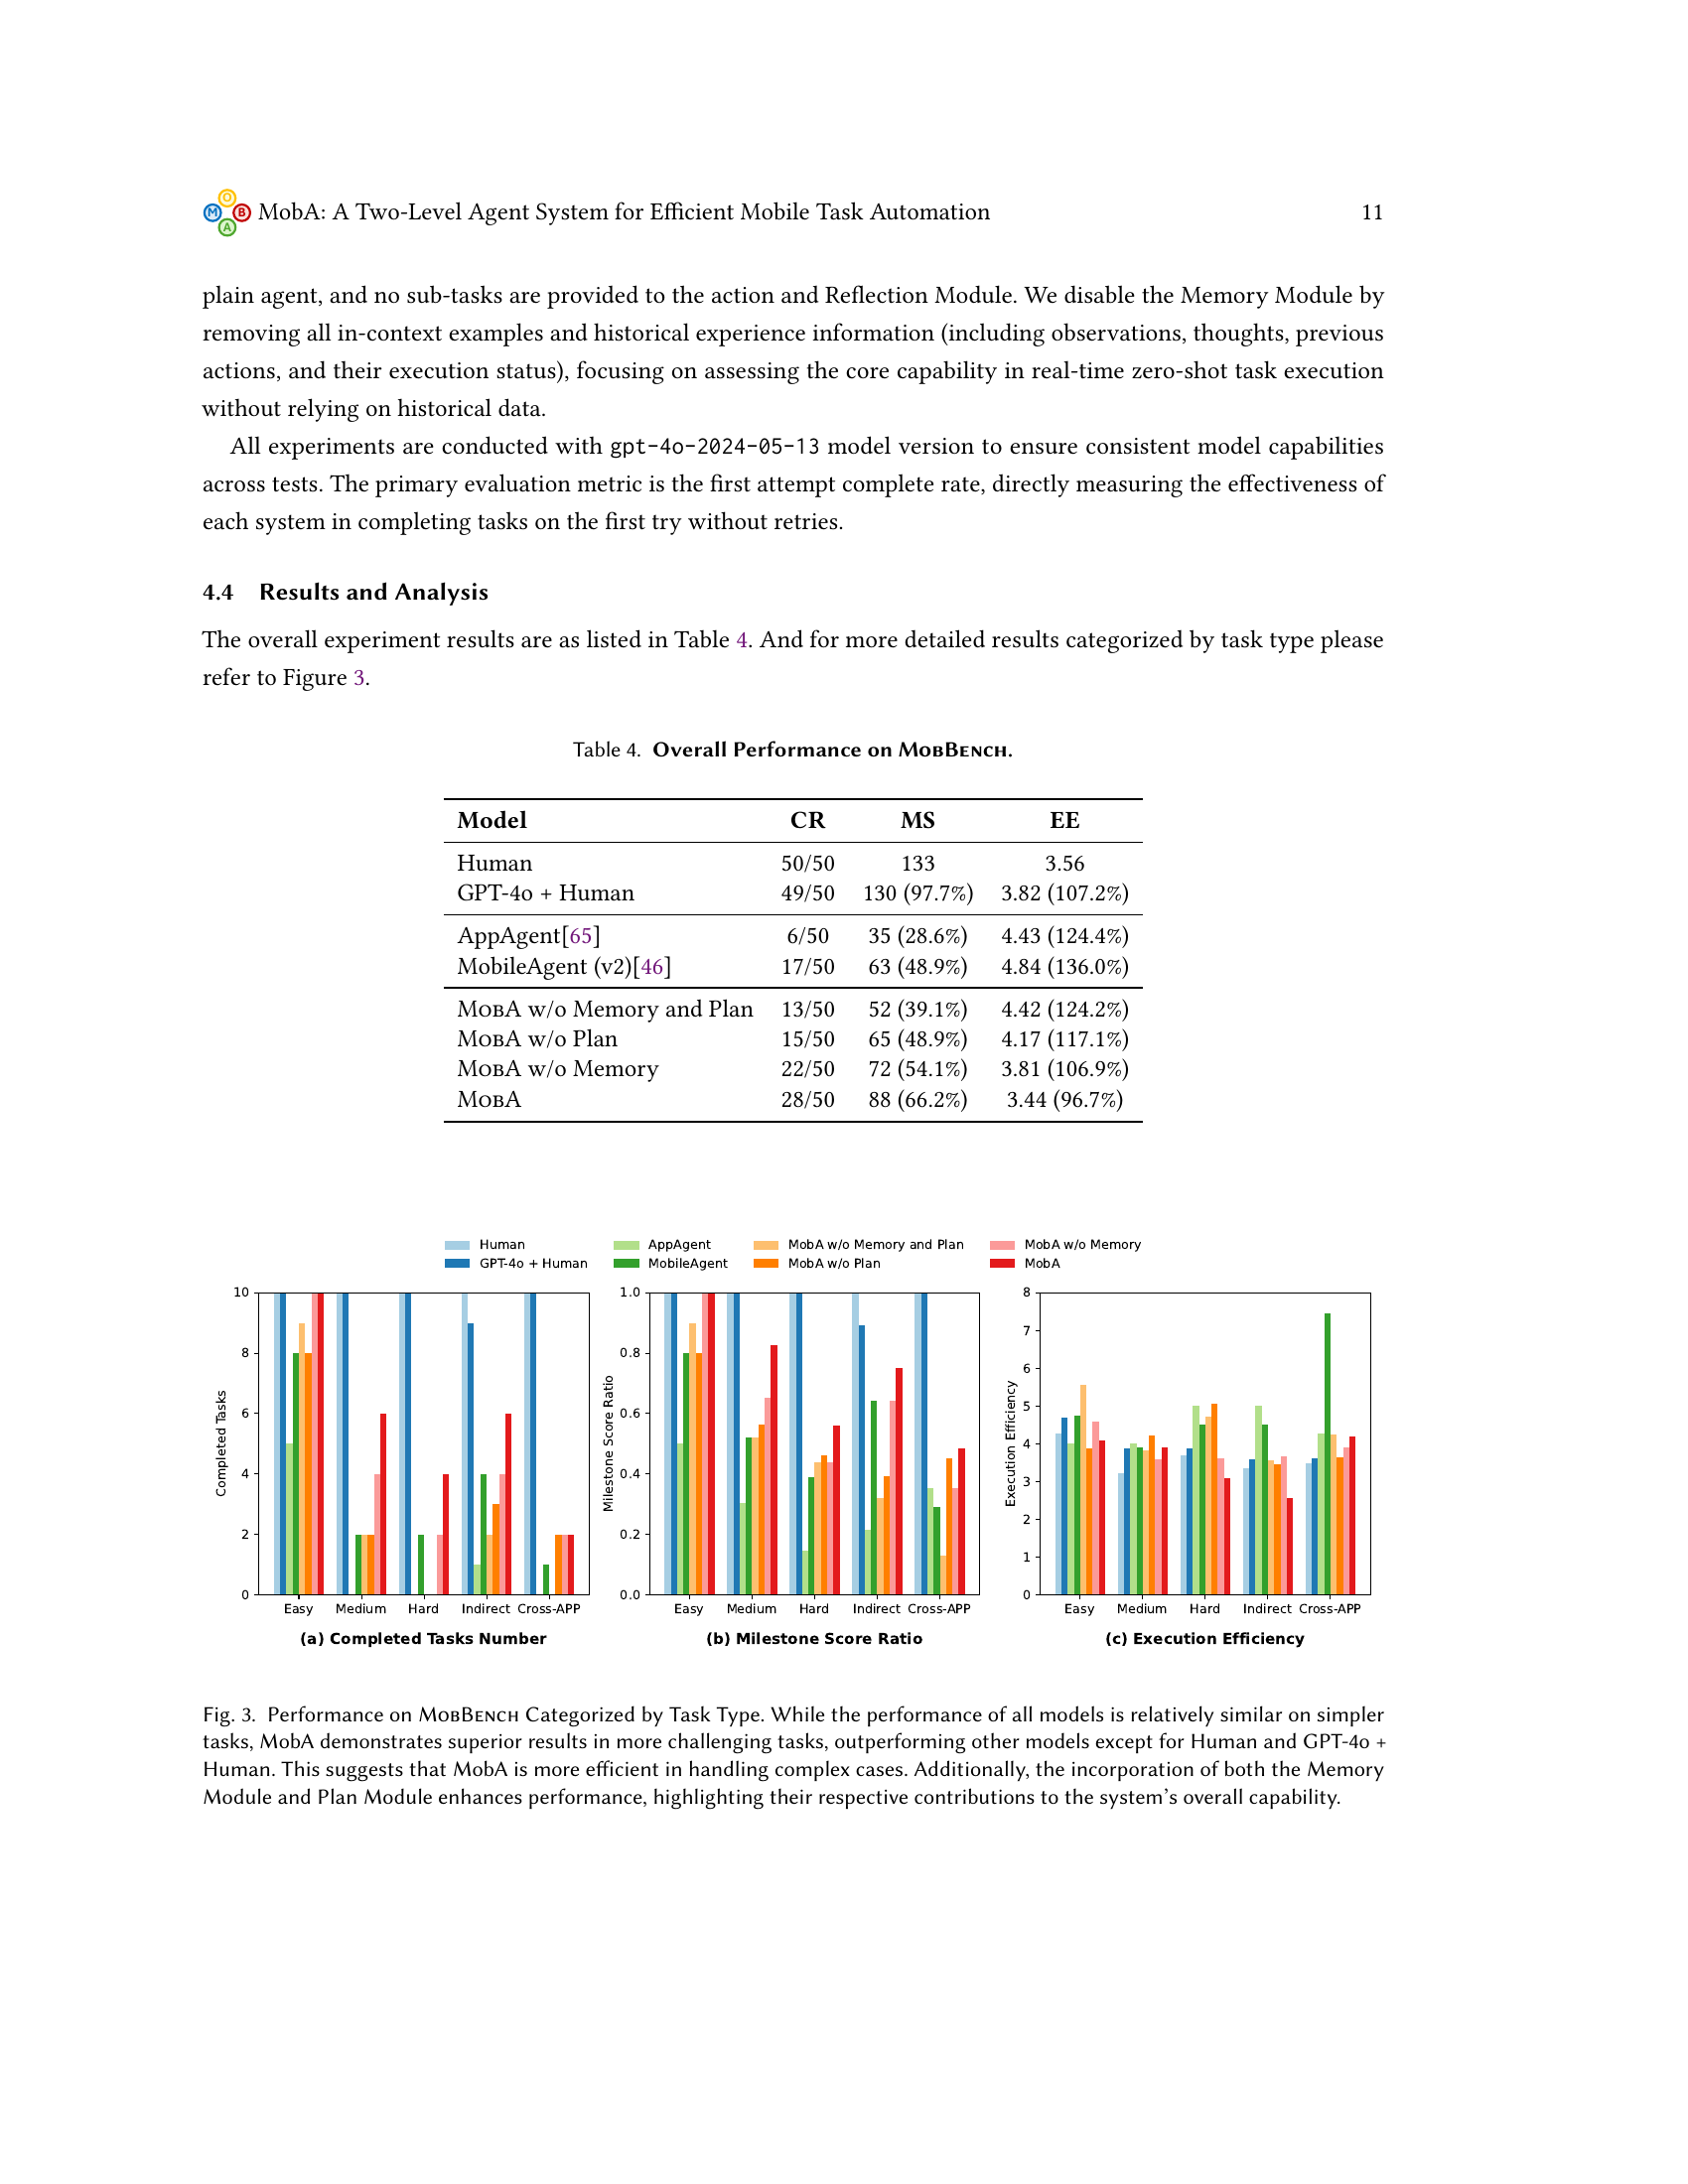 O
M B
A
MobA: A Two-Level Agent System for Efficient Mobile Task Automation 11
plain agent, and no sub-tasks are provided to the action and Reflection Module. We disable the Memory Module by
removing all in-context examples and historical experience information (including observations, thoughts, previous
actions, and their execution status), focusing on assessing the core capability in real-time zero-shot task execution
without relying on historical data.
All experiments are conducted with gpt-4o-2024-05-13 model version to ensure consistent model capabilities
across tests. The primary evaluation metric is the first attempt complete rate, directly measuring the effectiveness of
each system in completing tasks on the first try without retries.
4.4 Results and Analysis
The overall experiment results are as listed in Table 4. And for more detailed results categorized by task type please
refer to Figure 3.
Table 4. Overall Performance on MobBench.
Model CR MS EE
Human 50/50 133 3.56
GPT-4o + Human 49/50 130 (97.7%) 3.82 (107.2%)
AppAgent[65] 6/50 35 (28.6%) 4.43 (124.4%)
MobileAgent (v2)[46] 17/50 63 (48.9%) 4.84 (136.0%)
MobA w/o Memory and Plan 13/50 52 (39.1%) 4.42 (124.2%)
MobA w/o Plan 15/50 65 (48.9%) 4.17 (117.1%)
MobA w/o Memory 22/50 72 (54.1%) 3.81 (106.9%)
MobA 28/50 88 (66.2%) 3.44 (96.7%)
Human AppAgent MobA w/o Memory and Plan MobA w/o Memory
GPT-4o + Human MobileAgent MobA w/o Plan MobA
10
8
6
4
2
0
Completed Tasks
Easy Medium Hard Indirect Cross-APP
(a) Completed Tasks Number
1.0
0.8
0.6
0.4
0.2
0.0
Milestone Score Ratio
Easy Medium Hard Indirect Cross-APP
(b) Milestone Score Ratio
8
7
6
5
4
3
2
1
0
Execution Efficiency
Easy Medium Hard Indirect Cross-APP
(c) Execution Efficiency
Fig. 3. Performance on MobBench Categorized by Task Type. While the performance of all models is relatively similar on simpler
tasks, MobA demonstrates superior results in more challenging tasks, outperforming other models except for Human and GPT-4o +
Human. This suggests that MobA is more efficient in handling complex cases. Additionally, the incorporation of both the Memory
Module and Plan Module enhances performance, highlighting their respective contributions to the system's overall capability.